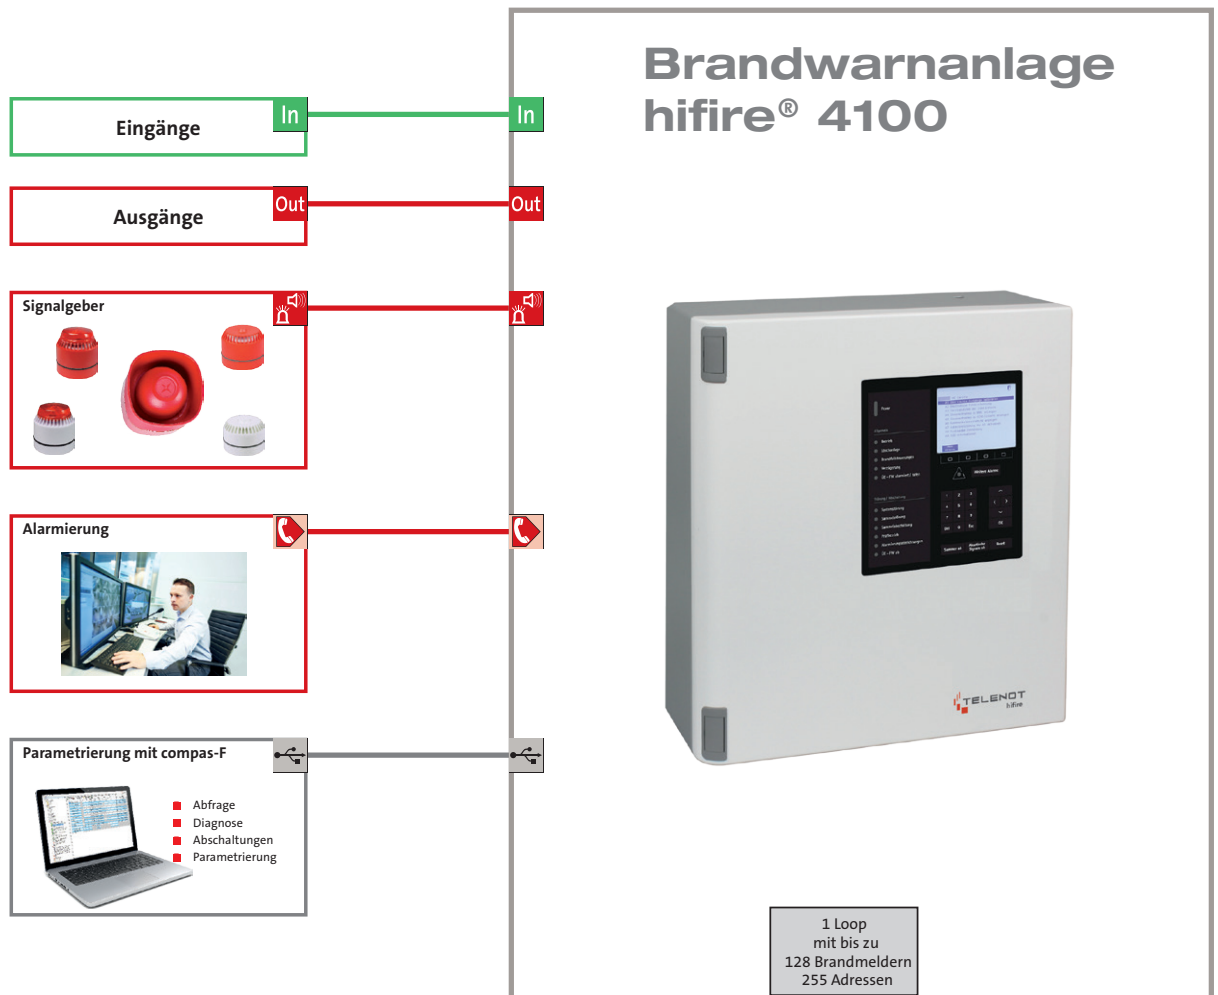 Brandwarnanlage
hifire® 4100
Eingänge
In
In
Ausgänge
Out
Out
Signalgeber
Alarmierung
Parametrierung mit compas-F
Abfrage
Diagnose
Abschaltungen
Parametrierung
TELENOT
hifire
1 Loop
mit bis zu
128 Brandmeldern
255 Adressen